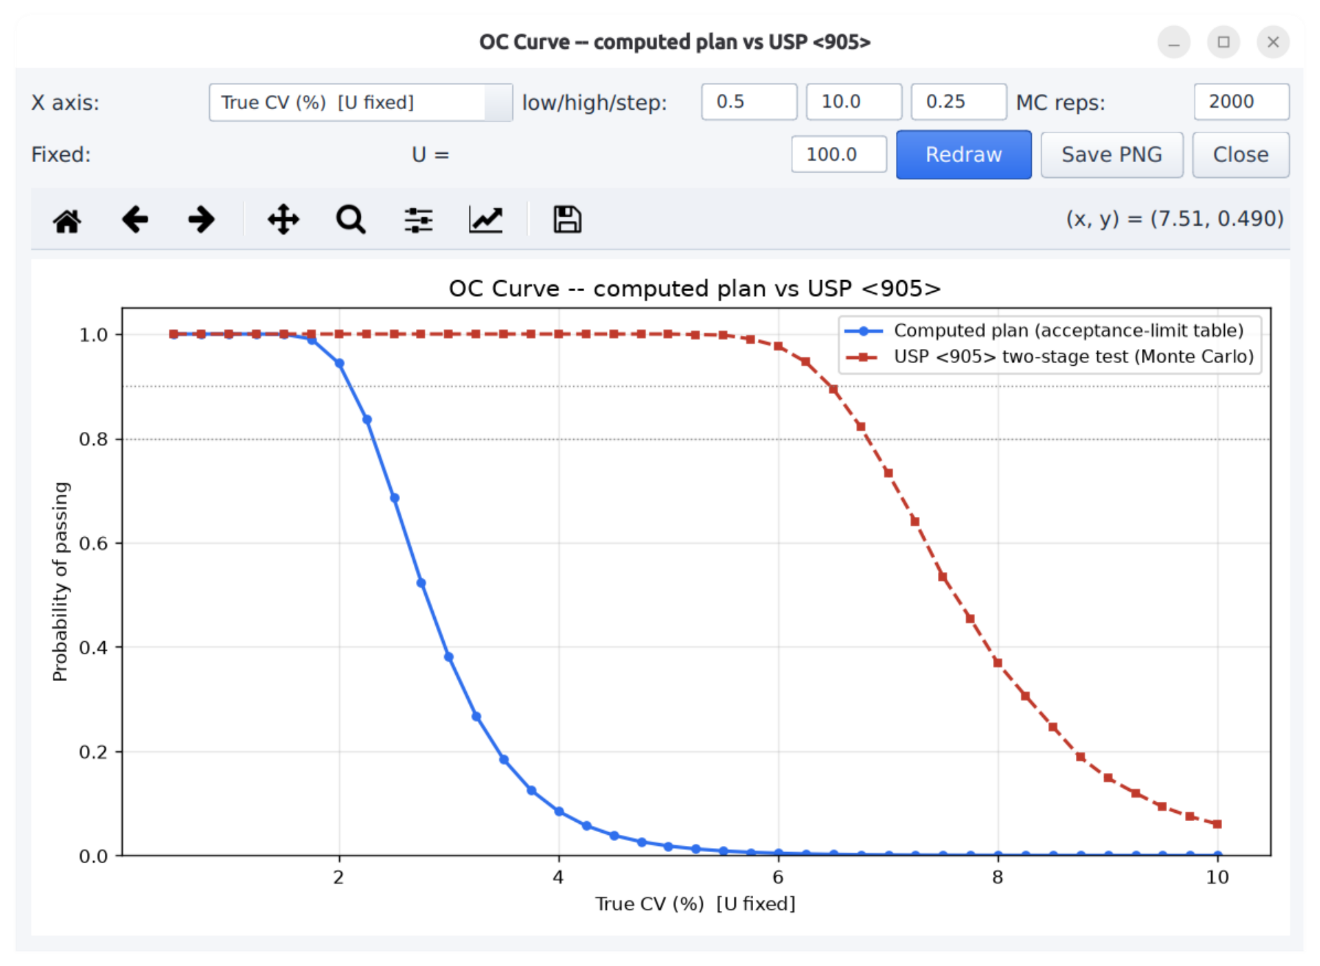 OC Curve -- computed plan vs USP <905>
X axis: True CV (%) [U fixed] low/high/step: 0.5 10.0 0.25 MC reps: 2000
Fixed: U = 100.0 Redraw Save PNG Close
(x, y) = (7.51, 0.490)
OC Curve -- computed plan vs USP <905>
Computed plan (acceptance-limit table)
USP <905> two-stage test (Monte Carlo)
1.0
0.8
0.6
0.4
0.2
0.0
Probability of passing
2 4 6 8 10
True CV (%) [U fixed]